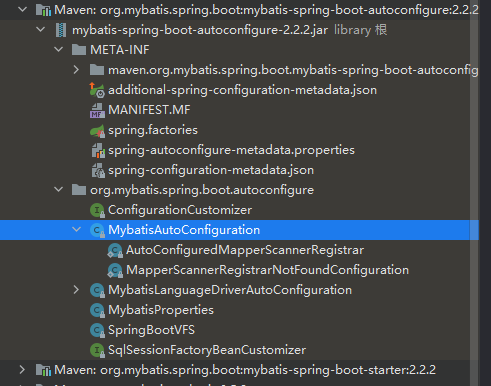 Maven: org.mybatis.spring.boot:mybatis-spring-boot-autoconfigure:2.2.2
mybatis-spring-boot-autoconfigure-2.2.2.jar library 根
META-INF
maven.org.mybatis.spring.boot.mybatis-spring-boot-autoconfig
additional-spring-configuration-metadata.json
MANIFEST.MF
spring.factories
spring-autoconfigure-metadata.properties
spring-configuration-metadata.json
org.mybatis.spring.boot.autoconfigure
ConfigurationCustomizer
MybatisAutoConfiguration
AutoConfiguredMapperScannerRegistrar
MapperScannerRegistrarNotFoundConfiguration
MybatisLanguageDriverAutoConfiguration
MybatisProperties
SpringBootVFS
SqlSessionFactoryBeanCustomizer
Maven: org.mybatis.spring.boot:mybatis-spring-boot-starter:2.2.2